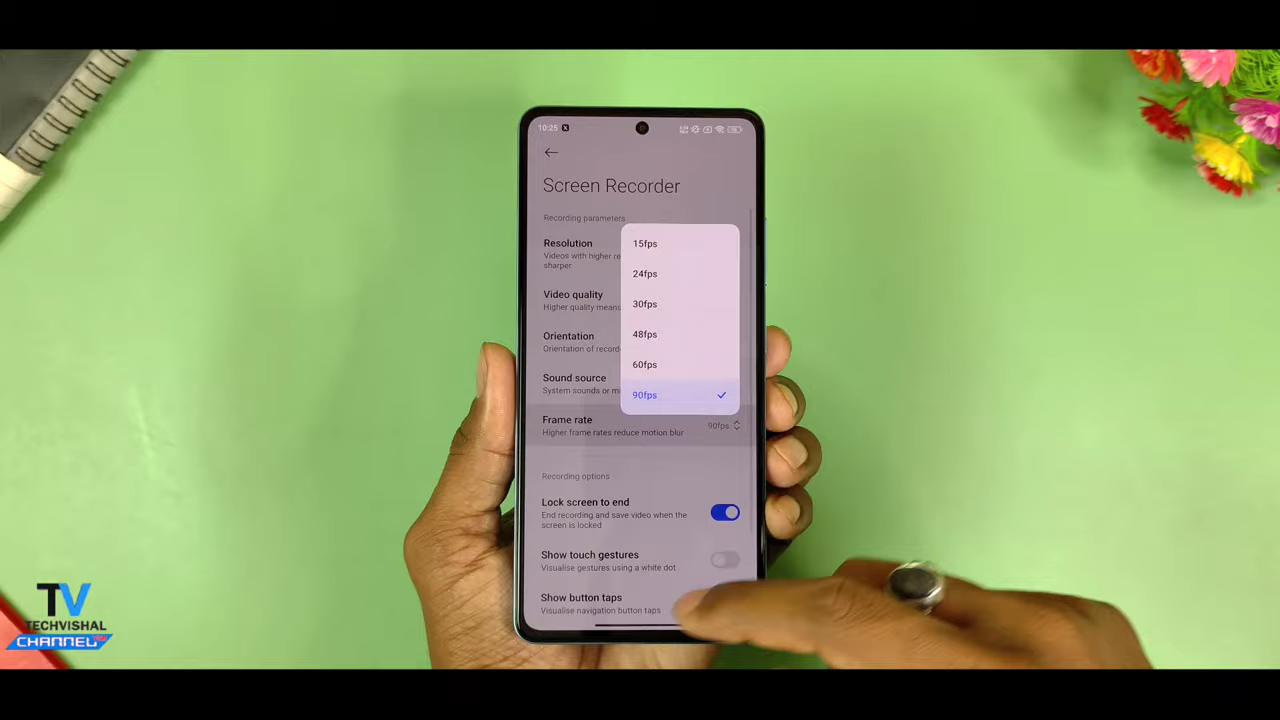 10:25
Screen Recorder
Recording parameters
Resolution
Videos with higher re
sharper
Video quality
Higher quality means
Orientation
Orientation of record
Sound source
System sounds or m
Frame rate
Higher frame rates reduce motion blur
90fps
15fps
24fps
30fps
48fps
60fps
90fps
Recording options
Lock screen to end
End recording and save video when the
screen is locked
Show touch gestures
Visualise gestures using a white dot
Show button taps
Visualise navigation button taps
TV
TECHVISHAL
CHANNEL